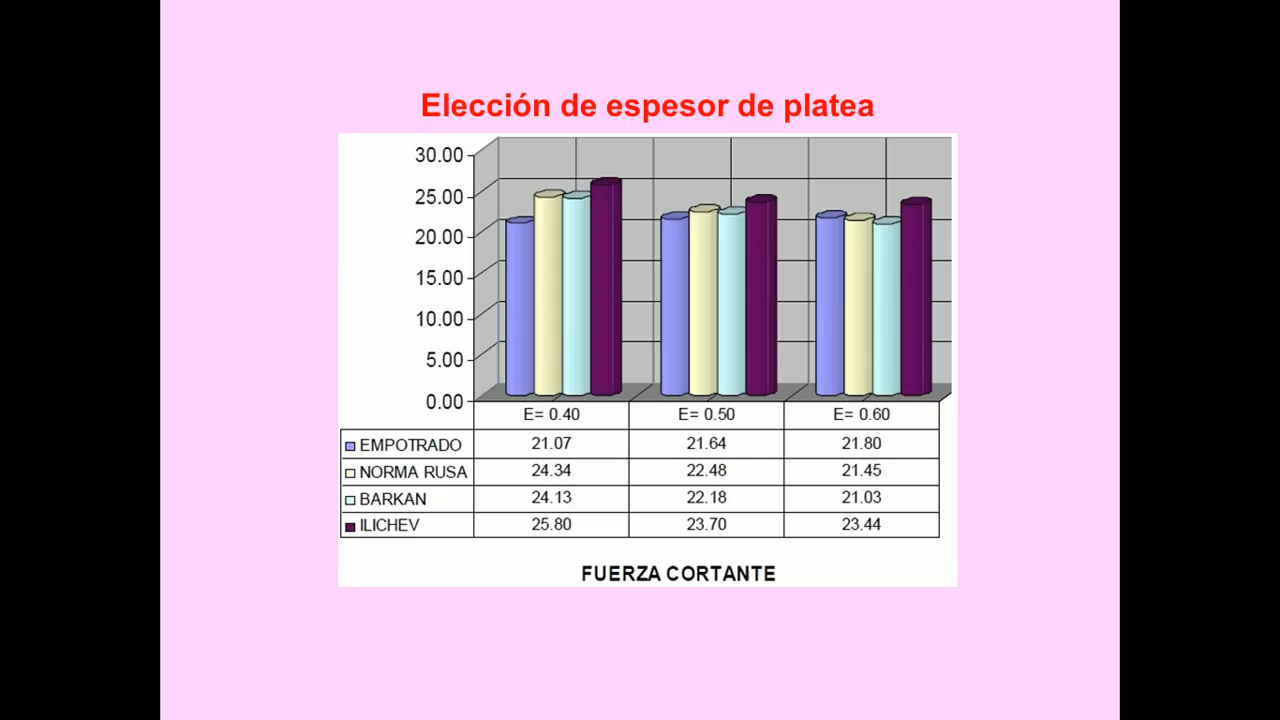 Elección de espesor de platea
30.00
25.00
20.00
15.00
10.00
5.00
0.00
E= 0.40 E= 0.50 E= 0.60
EMPOTRADO 21.07 21.64 21.80
NORMA RUSA 24.34 22.48 21.45
BARKAN 24.13 22.18 21.03
ILICHEV 25.80 23.70 23.44
FUERZA CORTANTE